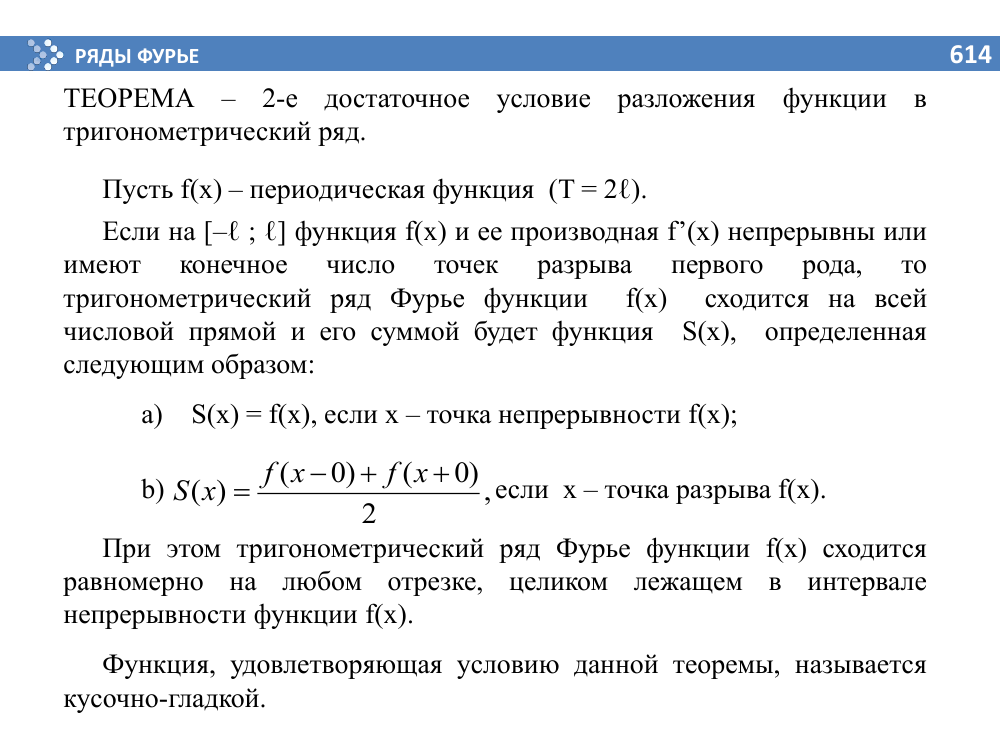 РЯДЫ ФУРЬЕ 614
ТЕОРЕМА – 2-е достаточное условие разложения функции в
тригонометрический ряд.
Пусть f(x) – периодическая функция (T = 2ℓ).
Если на [–ℓ ; ℓ] функция f(x) и ее производная f’(x) непрерывны или
имеют конечное число точек разрыва первого рода, то
тригонометрический ряд Фурье функции f(x) сходится на всей
числовой прямой и его суммой будет функция S(x), определенная
следующим образом:
a) S(x) = f(x), если x – точка непрерывности f(x);
b) S(x) = \frac{f(x−0)+ f(x+0)}{2}, если x – точка разрыва f(x).
При этом тригонометрический ряд Фурье функции f(x) сходится
равномерно на любом отрезке, целиком лежащем в интервале
непрерывности функции f(x).
Функция, удовлетворяющая условию данной теоремы, называется
кусочно-гладкой.